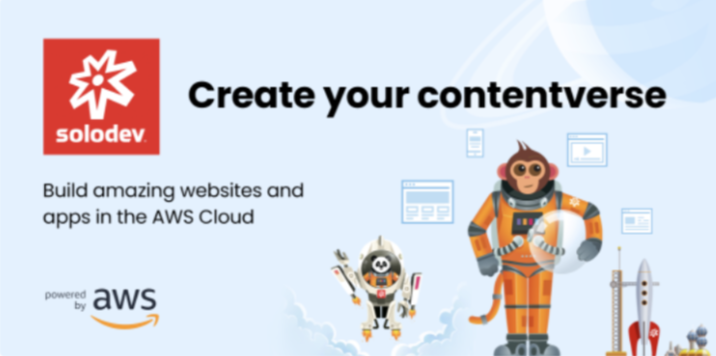 solodev
Create your contentverse
Build amazing websites and
apps in the AWS Cloud
powered
by
aws